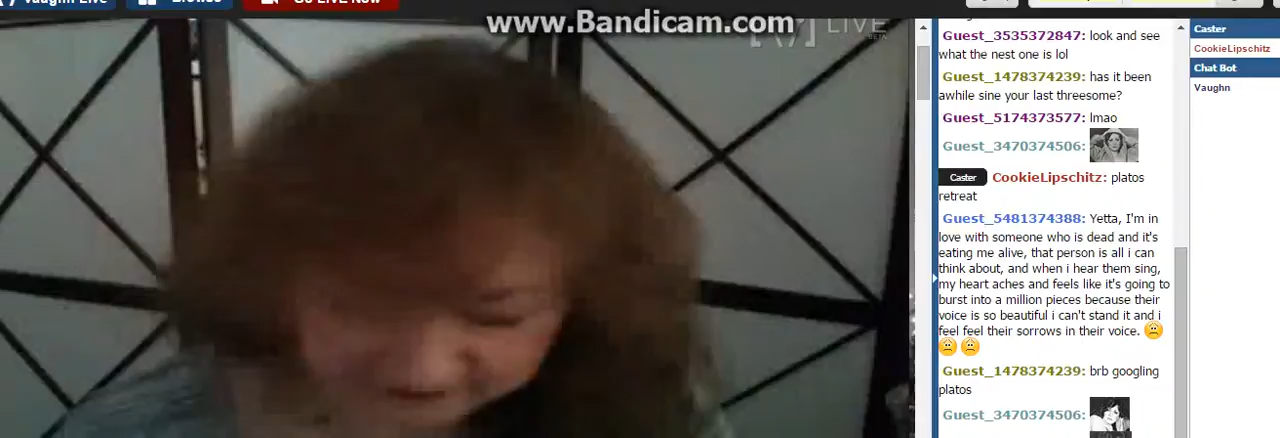 Vaughn Live
Browse
Go LIVE Now
www.Bandicam.com
[V] LIVE
BETA
Guest_3535372847: look and see
what the nest one is lol
Guest_1478374239: has it been
awhile sine your last threesome?
Guest_5174373577: lmao
Guest_3470374506:
Caster CookieLipschitz: platos
retreat
Guest_5481374388: Yetta, I'm in
love with someone who is dead and it's
eating me alive, that person is all i can
think about, and when i hear them sing,
my heart aches and feels like it's going to
burst into a million pieces because their
voice is so beautiful i can't stand it and i
feel feel their sorrows in their voice.
Guest_1478374239: brb googling
platos
Guest_3470374506:
Caster
CookieLipschitz
Chat Bot
Vaughn